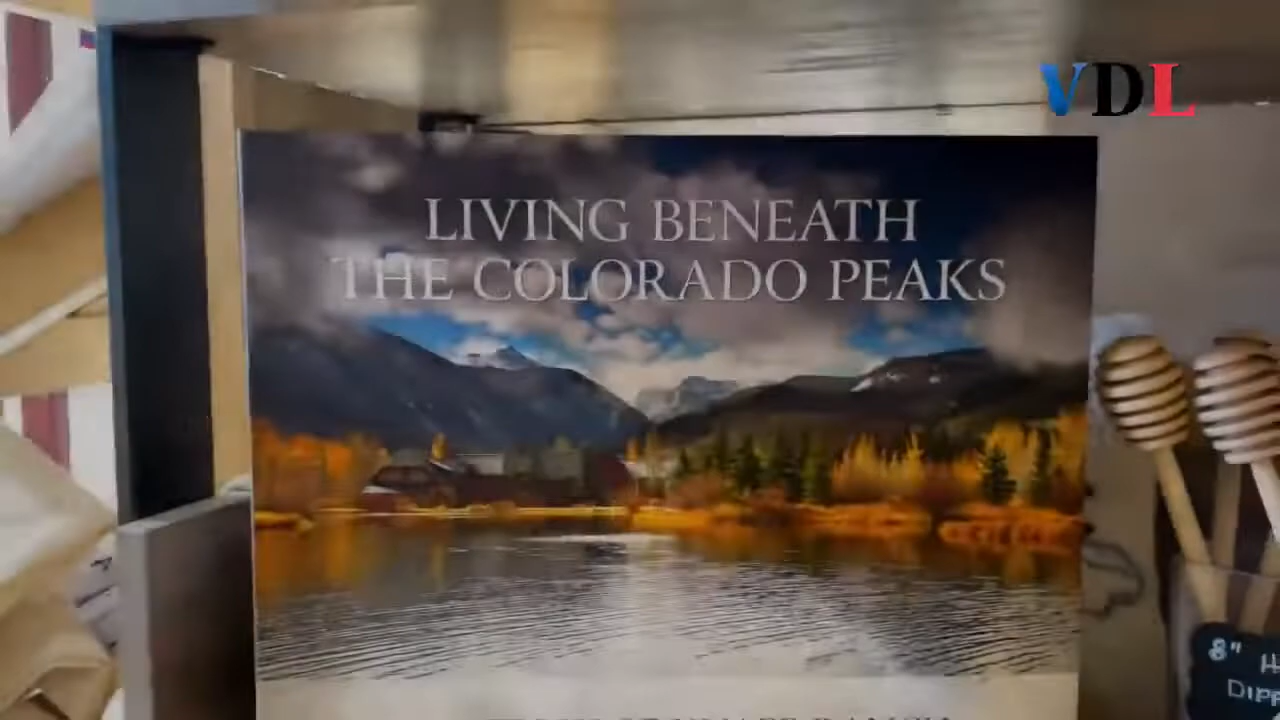 VDL
LIVING BENEATH
THE COLORADO PEAKS
8" H
DIPP